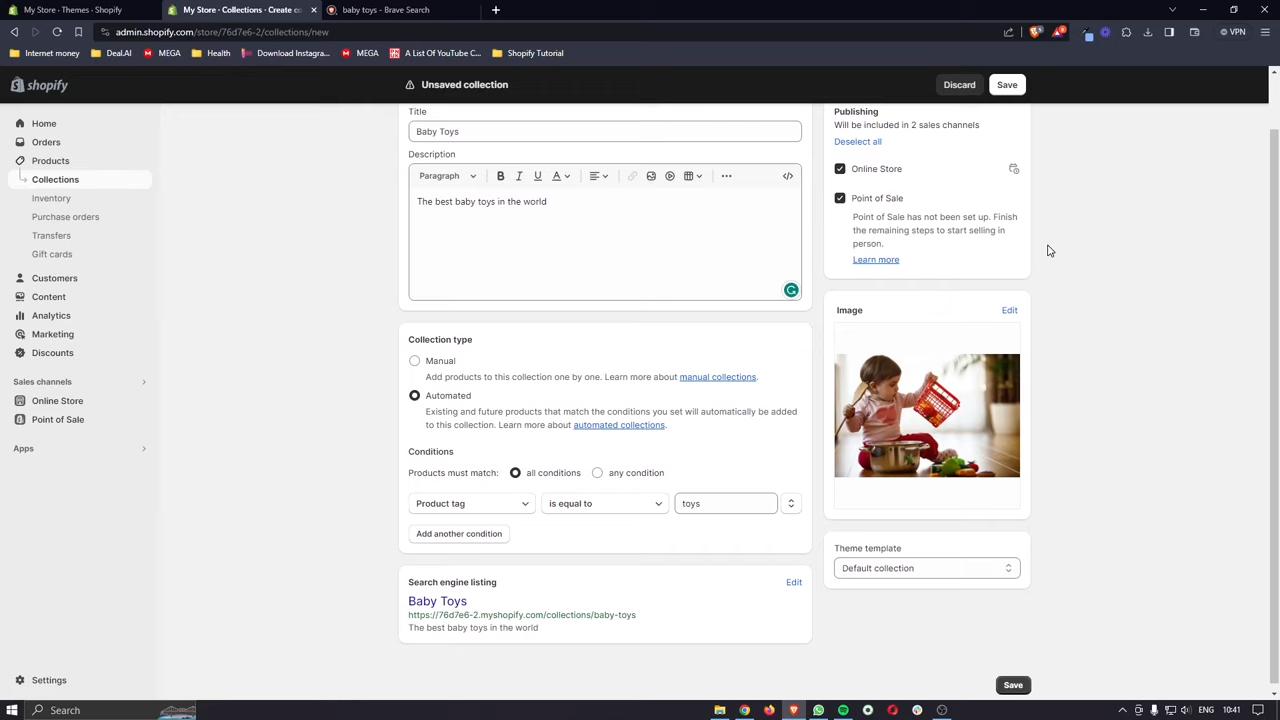 My Store · Themes · Shopify
My Store · Collections · Create co
baby toys - Brave Search
admin.shopify.com/store/76d7e6-2/collections/new
VPN
Internet money
Deal.AI
MEGA
Health
Download Instagra...
MEGA
A List Of YouTube C...
Shopify Tutorial
shopify
Unsaved collection
Discard
Save
Home
Orders
Products
Collections
Inventory
Purchase orders
Transfers
Gift cards
Customers
Content
Analytics
Marketing
Discounts
Sales channels
Online Store
Point of Sale
Apps
Settings
Title
Baby Toys
Description
Paragraph
The best baby toys in the world
Collection type
Manual
Add products to this collection one by one. Learn more about manual collections.
Automated
Existing and future products that match the conditions you set will automatically be added
to this collection. Learn more about automated collections.
Conditions
Products must match: all conditions any condition
Product tag
is equal to
toys
Add another condition
Search engine listing
Edit
Baby Toys
https://76d7e6-2.myshopify.com/collections/baby-toys
The best baby toys in the world
Publishing
Will be included in 2 sales channels
Deselect all
Online Store
Point of Sale
Point of Sale has not been set up. Finish
the remaining steps to start selling in
person.
Learn more
Image
Edit
Theme template
Default collection
Save
Search
ENG
10:41